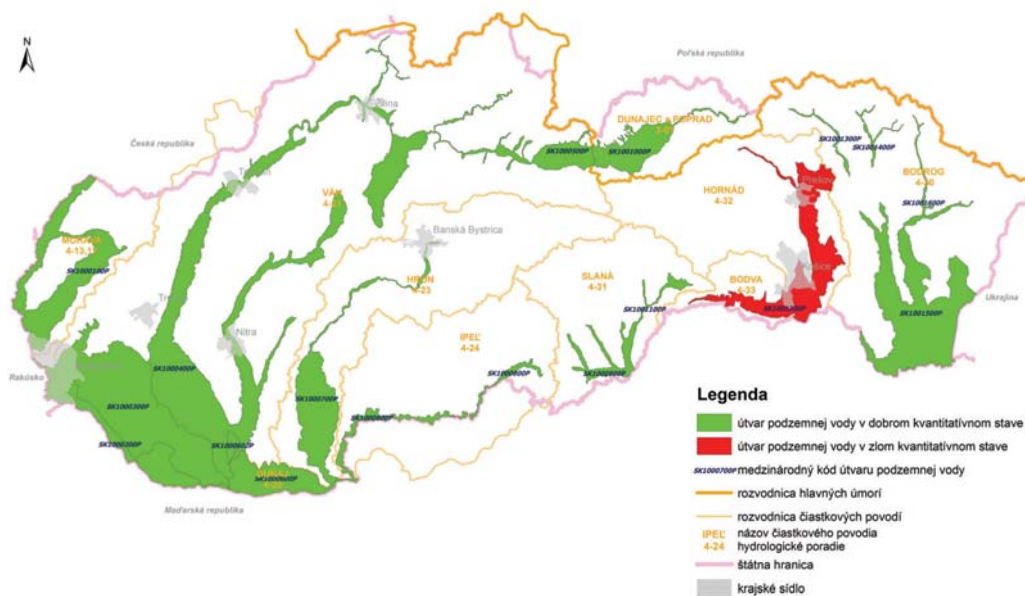 N
Poľská republika
Žilina
DUNAJEC a POPRAD
Česká republika
SK1000500P
SK1001000P
SK1001300P
SK1001400P
BODROG
4-30
SK1001600P
VÁH
HORNÁD
4-32
Prešov
MORAVA
SK1000100P
Banská Bystrica
HRON
4-23
SLANÁ
4-31
BODVA
4-33
Ukrajina
SK1001100P
SK1001500P
Nitra
IPEĽ
4-24
SK1000400P
Rakúsko
SK1000300P
SK1000200P
SK1000700P
DUNAJ
Maďarská republika
Legenda
útvar podzemnej vody v dobrom kvantitatívnom stave
útvar podzemnej vody v zlom kvantitatívnom stave
SK1000700P medzinárodný kód útvaru podzemnej vody
rozvodnica hlavných úmorí
rozvodnica čiastkových povodí
IPEĽ názov čiastkového povodia
4-24 hydrologické poradie
štátna hranica
krajské sídlo